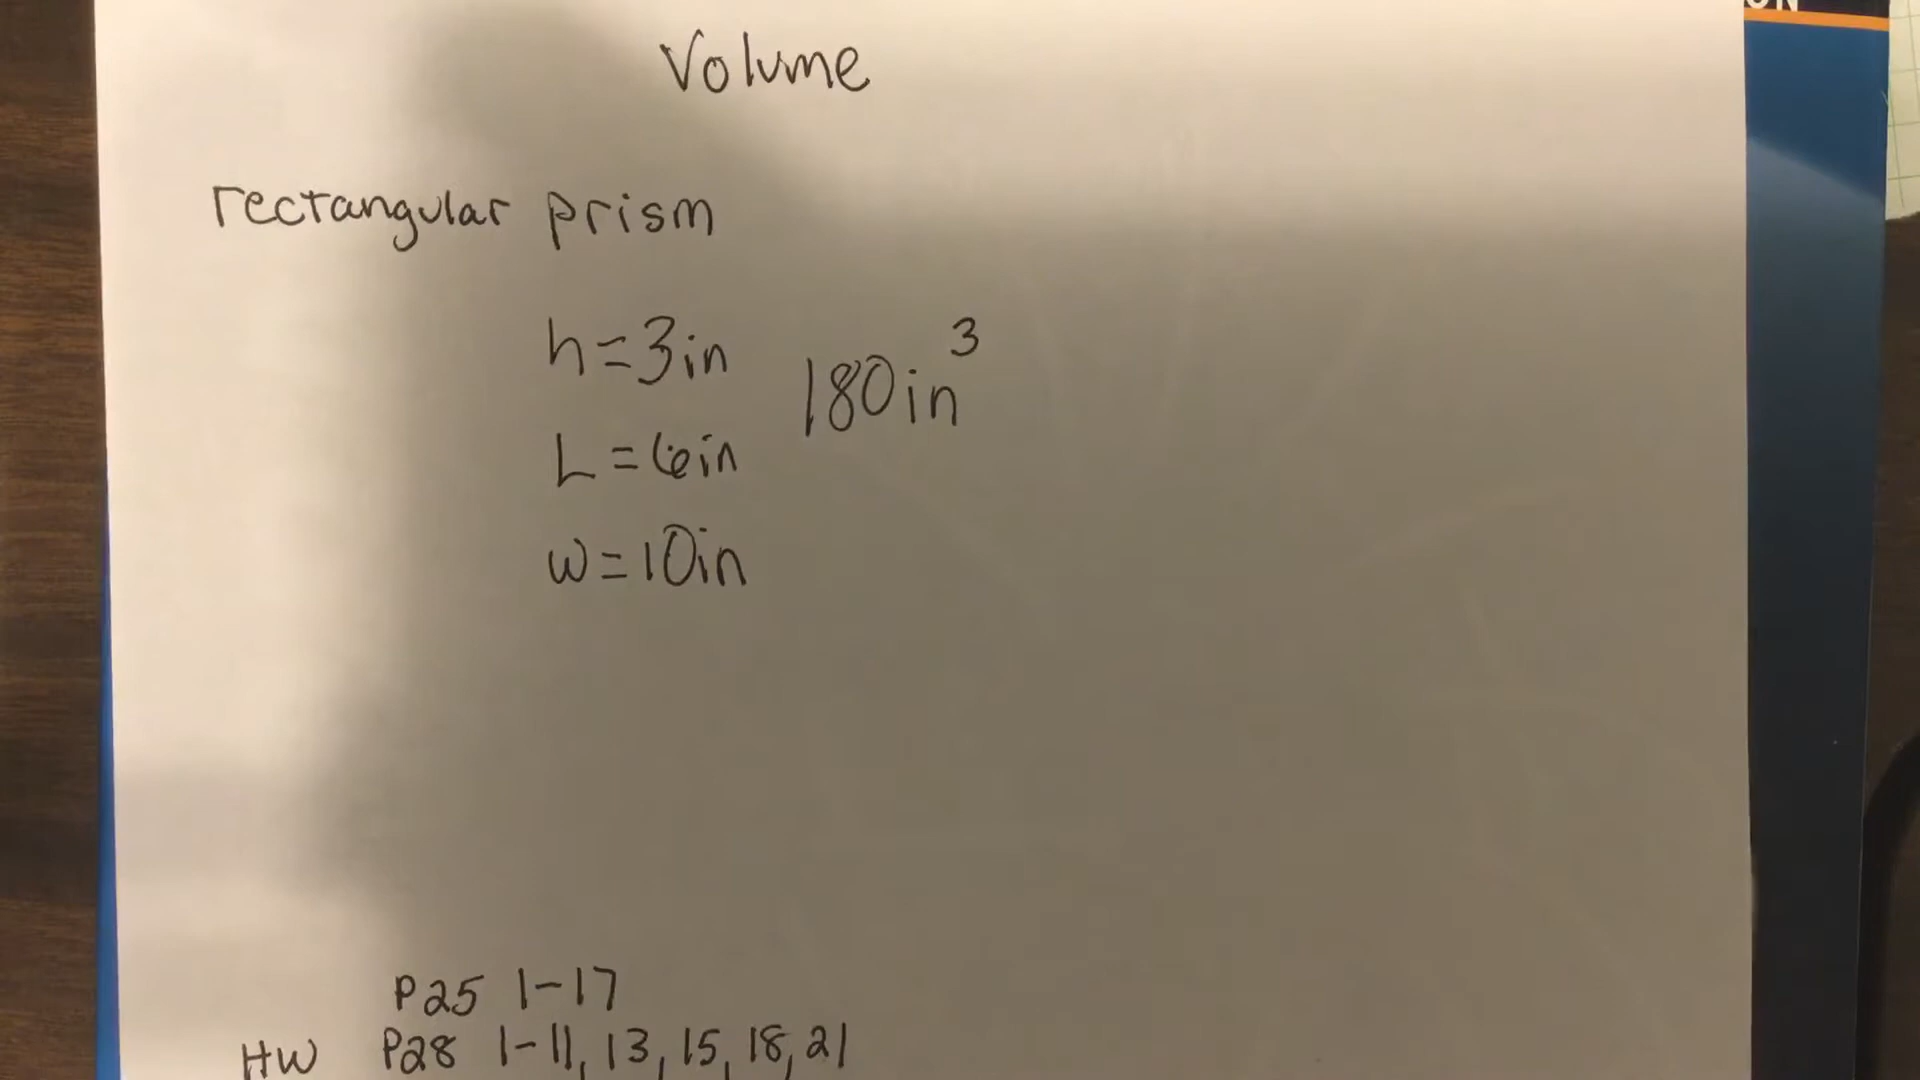 Volume
rectangular prism
h=3in
180in³
L=6in
w=10in
P25 1-17
HW P28 1-11, 13, 15, 18, 21